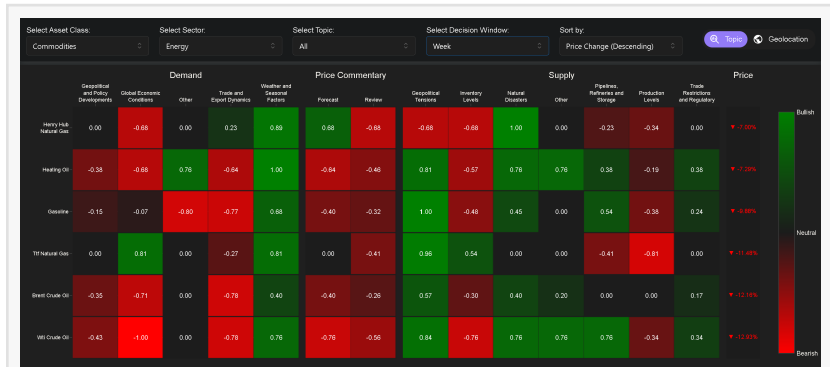 Select Asset Class: Select Sector: Select Topic: Select Decision Window: Sort by:
Commodities Energy All Week Price Change (Descending) Topic Geolocation
Demand Price Commentary Supply Price
Geopolitical and Policy Developments Global Economic Conditions Other Trade and Export Dynamics Weather and Seasonal Factors Forecast Review Geopolitical Tensions Inventory Levels Natural Disasters Other Pipelines, Refineries and Storage Production Levels Trade Restrictions and Regulatory
Bullish
Henry Hub Natural Gas 0.00 -0.68 0.00 0.23 0.89 0.68 -0.68 -0.68 -0.68 1.00 0.00 -0.23 -0.34 0.00 ▼ -7.00%
Heating Oil -0.38 -0.68 0.76 -0.64 1.00 -0.64 -0.46 0.81 -0.57 0.76 0.76 0.38 -0.19 0.38 ▼ -7.29%
Gasoline -0.15 -0.07 -0.80 -0.77 0.68 -0.40 -0.32 1.00 -0.48 0.45 0.00 0.54 -0.38 0.24
Neutral
Ttf Natural Gas 0.00 0.81 0.00 -0.27 0.81 0.00 -0.41 0.96 0.54 0.00 0.00 -0.41 -0.81 0.00
Brent Crude Oil -0.35 -0.71 0.00 -0.78 0.40 -0.40 -0.26 0.57 -0.30 0.40 0.20 0.00 0.00 0.17
Wti Crude Oil -0.43 -1.00 0.00 -0.78 0.76 -0.76 -0.56 0.84 -0.76 0.76 0.76 0.76 -0.34 0.34
Bearish